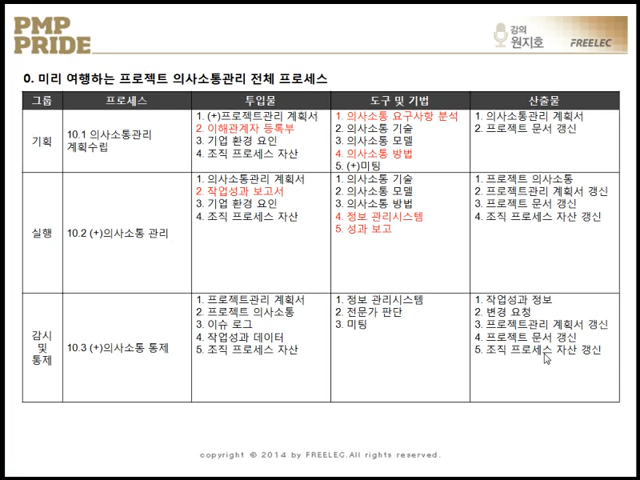 PMP
PRIDE
강의
원지호
FREELEC
0. 미리 여행하는 프로젝트 의사소통관리 전체 프로세스
그룹 프로세스 투입물 도구 및 기법 산출물
기획
10.1 의사소통관리
계획수립
1. (+)프로젝트관리 계획서
2. 이해관계자 등록부
3. 기업 환경 요인
4. 조직 프로세스 자산
1. 의사소통 요구사항 분석
2. 의사소통 기술
3. 의사소통 모델
4. 의사소통 방법
5. (+)미팅
1. 의사소통관리 계획서
2. 프로젝트 문서 갱신
실행
10.2 (+)의사소통 관리
1. 의사소통관리 계획서
2. 작업성과 보고서
3. 기업 환경 요인
4. 조직 프로세스 자산
1. 의사소통 기술
2. 의사소통 모델
3. 의사소통 방법
4. 정보 관리시스템
5. 성과 보고
1. 프로젝트 의사소통
2. 프로젝트관리 계획서 갱신
3. 프로젝트 문서 갱신
4. 조직 프로세스 자산 갱신
감시
및
통제
10.3 (+)의사소통 통제
1. 프로젝트관리 계획서
2. 프로젝트 의사소통
3. 이슈 로그
4. 작업성과 데이터
5. 조직 프로세스 자산
1. 정보 관리시스템
2. 전문가 판단
3. 미팅
1. 작업성과 정보
2. 변경 요청
3. 프로젝트관리 계획서 갱신
4. 프로젝트 문서 갱신
5. 조직 프로세스 자산 갱신
copyright © 2014 by FREELEC.All rights reserved.